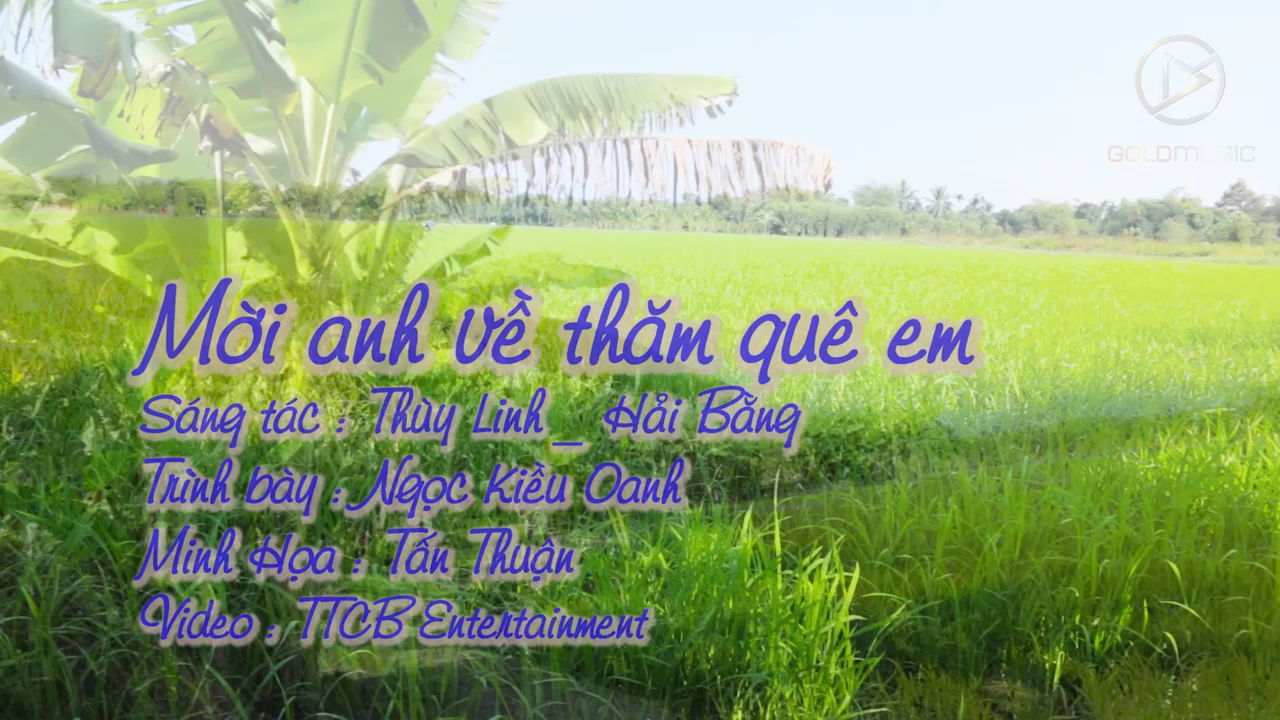 GOLDMUSIC
Mời anh về thăm quê em
Sáng tác : Thùy Linh _ Hải Bằng
Trình bày : Ngọc Kiều Oanh
Minh Họa : Tấn Thuận
Video : TTCB Entertainment